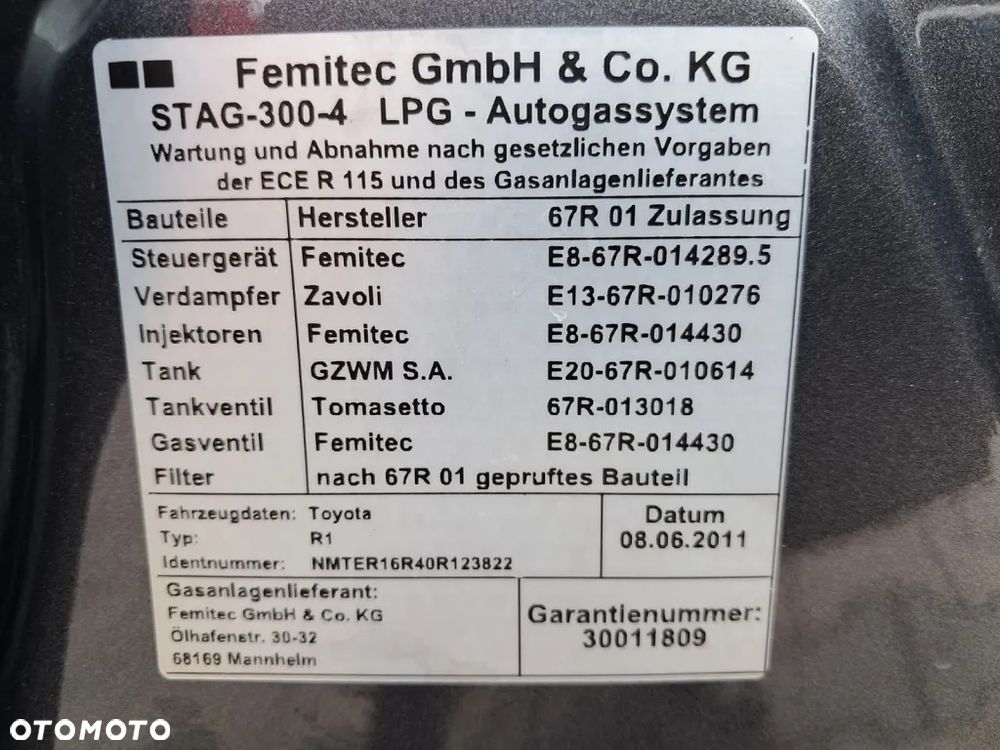 Femitec GmbH & Co. KG
STAG-300-4 LPG - Autogassystem
Wartung und Abnahme nach gesetzlichen Vorgaben
der ECE R 115 und des Gasanlagenlieferantes
Bauteile Hersteller 67R 01 Zulassung
Steuergerät Femitec E8-67R-014289.5
Verdampfer Zavoli E13-67R-010276
Injektoren Femitec E8-67R-014430
Tank GZWM S.A. E20-67R-010614
Tankventil Tomasetto 67R-013018
Gasventil Femitec E8-67R-014430
Filter nach 67R 01 gepruftes Bauteil
Fahrzeugdaten: Toyota
Typ: R1
Identnummer: NMTER16R40R123822
Datum
08.06.2011
Gasanlagenlieferant:
Femitec GmbH & Co. KG
Ölhafenstr. 30-32
68169 Mannheim
Garantienummer:
30011809
OTOMOTO